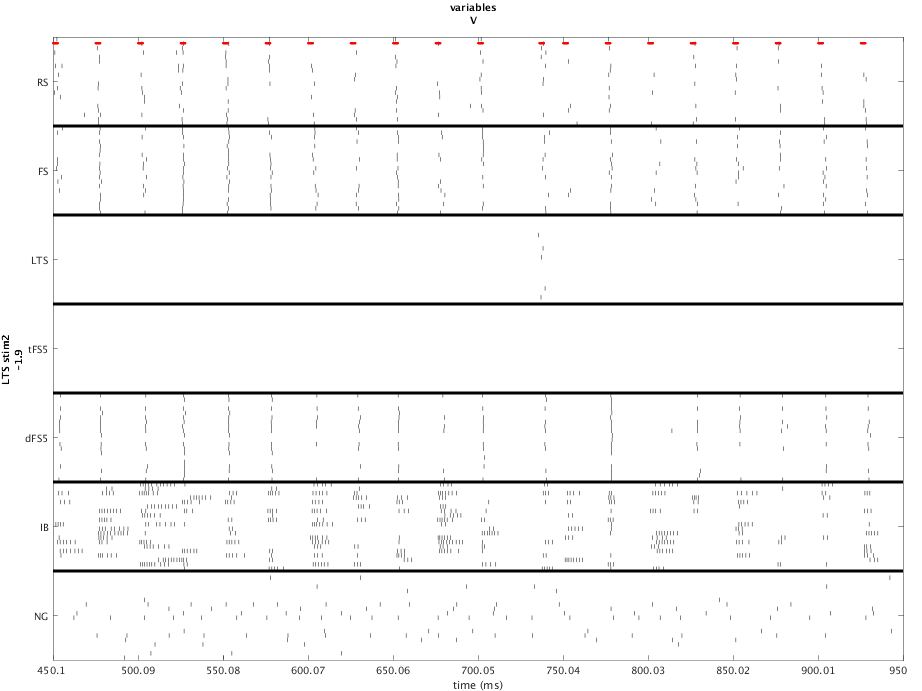 variables
V
RS
FS
LTS
tFS5
dFS5
IB
NG
LTS stim2
-1.9
450.1 500.09 550.08 600.07 650.06 700.05 750.04 800.03 850.02 900.01 950
time (ms)